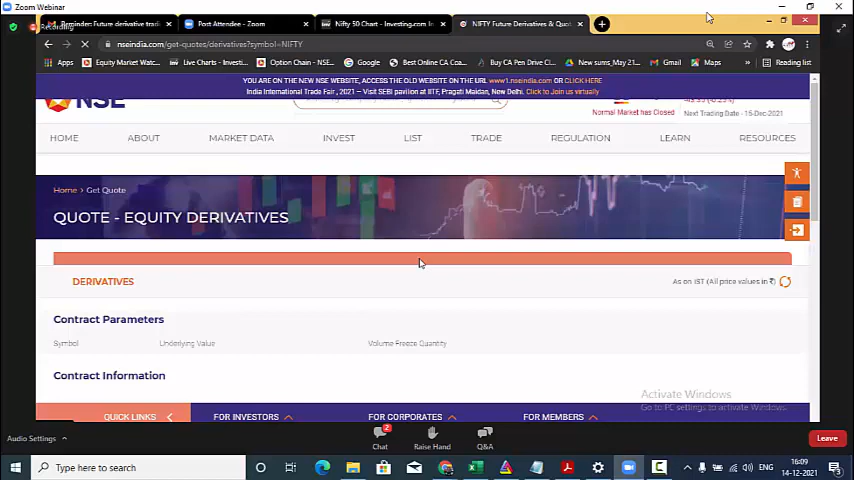 Zoom Webinar
Recording
Reminder: Future derivative tradi
Post Attendee - Zoom
Nifty 50 Chart - Investing.com In
NIFTY Future Derivatives & Quot
nseindia.com/get-quotes/derivatives?symbol=NIFTY
Apps
Equity Market Watc...
Live Charts - Investi...
Option Chain - NSE...
Best Online CA Coa...
Buy CA Pen Drive Cl...
New sums_May 21...
Gmail
Maps
»
Reading list
YOU ARE ON THE NEW NSE WEBSITE, ACCESS THE OLD WEBSITE ON THE URL www1.nseindia.com OR CLICK HERE
India International Trade Fair , 2021 – Visit SEBI pavilion at IITF, Pragati Maidan, New Delhi. Click to Join us virtually
NSE
Normal Market has Closed
Next Trading Date - 15-Dec-2021
HOME
ABOUT
MARKET DATA
INVEST
LIST
TRADE
REGULATION
LEARN
RESOURCES
Home › Get Quote
QUOTE - EQUITY DERIVATIVES
DERIVATIVES
As on IST (All price values in ₹)
Contract Parameters
Symbol
Underlying Value
Volume Freeze Quantity
Contract Information
Activate Windows
Go to PC settings to activate Windows.
QUICK LINKS
FOR INVESTORS
FOR CORPORATES
FOR MEMBERS
Audio Settings
2
Chat
Raise Hand
Q&A
Leave
Type here to search
ENG
16:09
14-12-2021
3